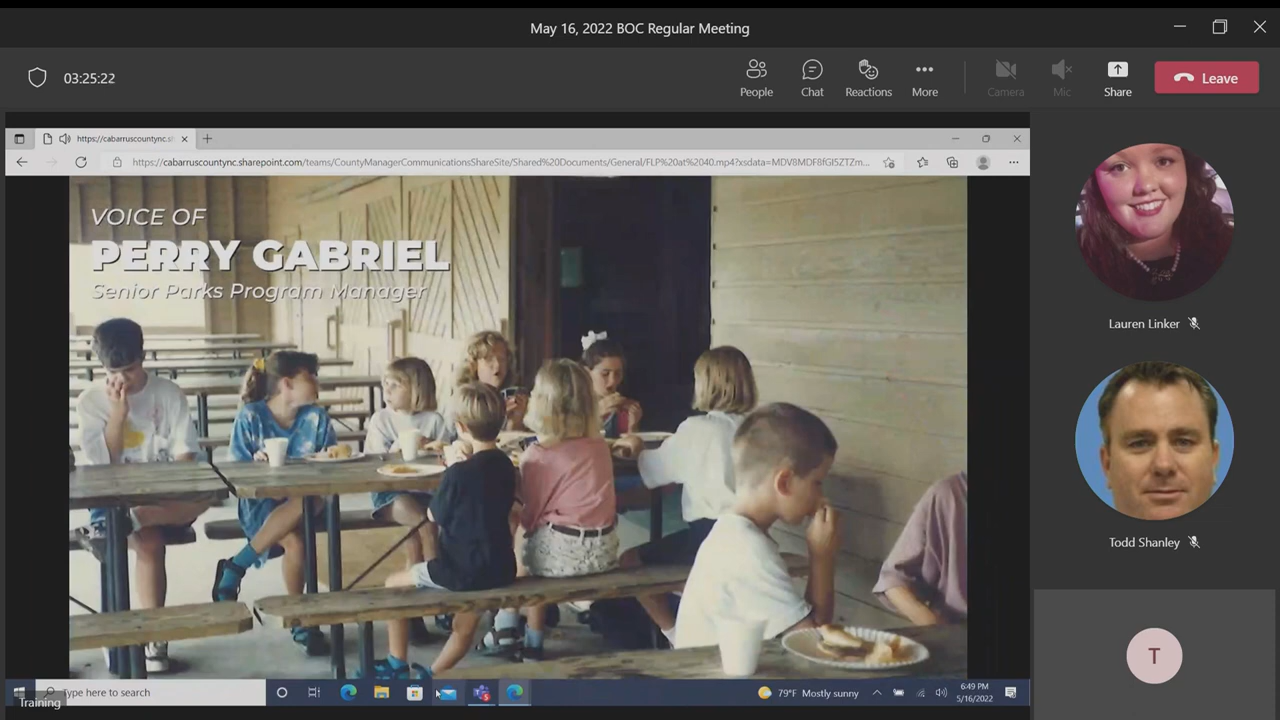 May 16, 2022 BOC Regular Meeting
03:25:22
People
Chat
Reactions
More
Camera
Mic
Share
Leave
https://cabarruscountync.sh
https://cabarruscountync.sharepoint.com/teams/CountyManagerCommunicationsShareSite/Shared%20Documents/General/FLP%20at%2040.mp4?xsdata=MDV8MDF8fGI5ZTZm...
VOICE OF
PERRY GABRIEL
Senior Parks Program Manager
Lauren Linker
Todd Shanley
T
Type here to search
79°F Mostly sunny
6:49 PM
5/16/2022
Training